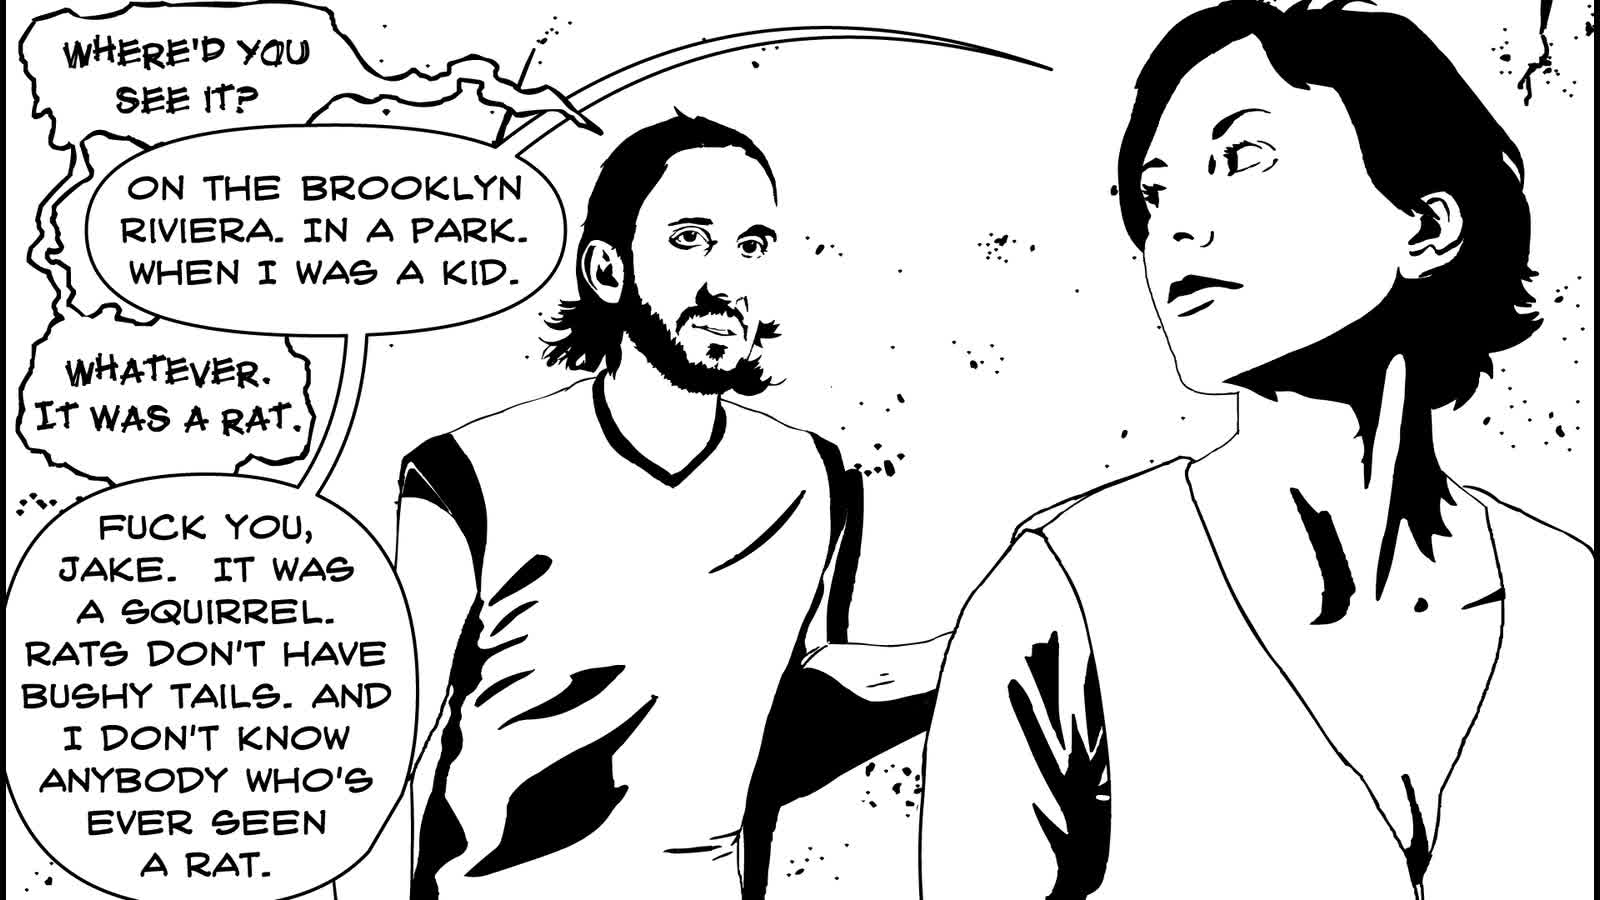 WHERE'D YOU
SEE IT?
ON THE BROOKLYN
RIVIERA. IN A PARK.
WHEN I WAS A KID.
WHATEVER.
IT WAS A RAT.
FUCK YOU,
JAKE. IT WAS
A SQUIRREL.
RATS DON'T HAVE
BUSHY TAILS. AND
I DON'T KNOW
ANYBODY WHO'S
EVER SEEN
A RAT.